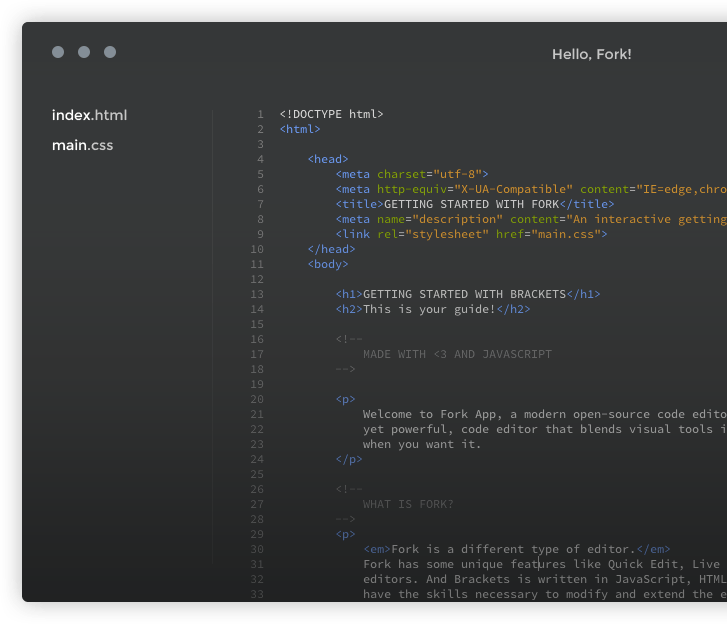 Hello, Fork!
index.html
main.css
1 <!DOCTYPE html>
2 <html>
3
4 <head>
5 <meta charset="utf-8">
6 <meta http-equiv="X-UA-Compatible" content="IE=edge,chro
7 <title>GETTING STARTED WITH FORK</title>
8 <meta name="description" content="An interactive getting
9 <link rel="stylesheet" href="main.css">
10 </head>
11 <body>
12
13 <h1>GETTING STARTED WITH BRACKETS</h1>
14 <h2>This is your guide!</h2>
15
16 <!--
17 MADE WITH <3 AND JAVASCRIPT
18 -->
19
20 <p>
21 Welcome to Fork App, a modern open-source code edito
22 yet powerful, code editor that blends visual tools i
23 when you want it.
24 </p>
25
26 <!--
27 WHAT IS FORK?
28 -->
29 <p>
30 <em>Fork is a different type of editor.</em>
31 Fork has some unique features like Quick Edit, Live
32 editors. And Brackets is written in JavaScript, HTML
33 have the skills necessary to modify and extend the e